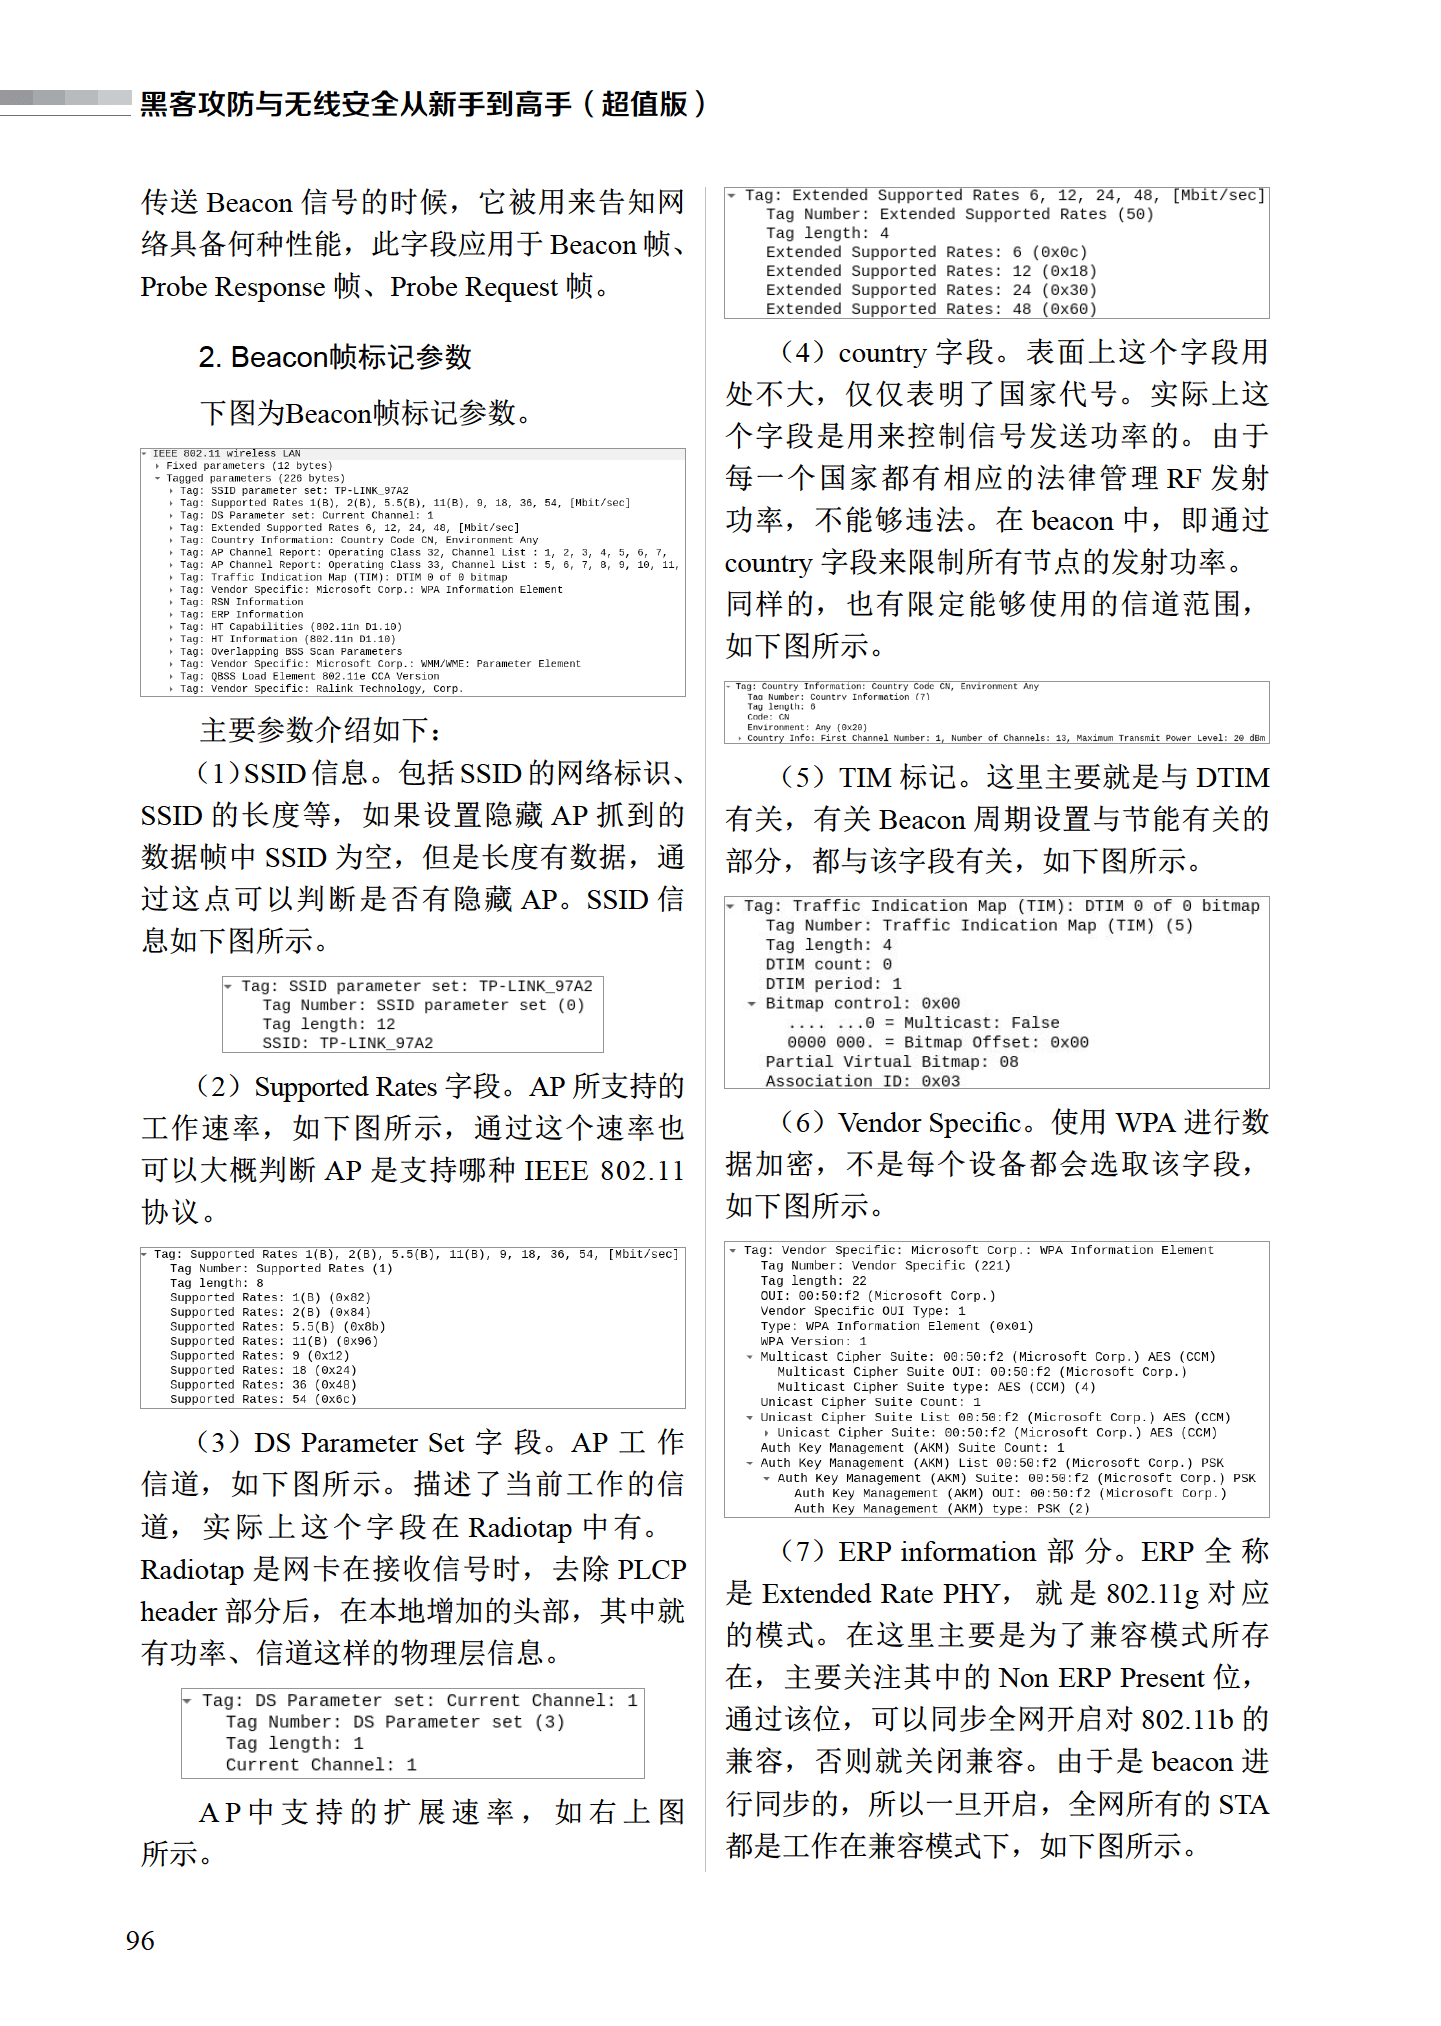 黑客攻防与无线安全从新手到高手（超值版）
传送 Beacon 信号的时候，它被用来告知网
络具备何种性能，此字段应用于 Beacon 帧、
Probe Response 帧、Probe Request 帧。
2. Beacon帧标记参数
下图为Beacon帧标记参数。
IEEE 802.11 wireless LAN
Fixed parameters (12 bytes)
Tagged parameters (226 bytes)
Tag: SSID parameter set: TP-LINK_97A2
Tag: Supported Rates 1(B), 2(B), 5.5(B), 11(B), 9, 18, 36, 54, [Mbit/sec]
Tag: DS Parameter set: Current Channel: 1
Tag: Extended Supported Rates 6, 12, 24, 48, [Mbit/sec]
Tag: Country Information: Country Code CN, Environment Any
Tag: AP Channel Report: Operating Class 32, Channel List : 1, 2, 3, 4, 5, 6, 7,
Tag: AP Channel Report: Operating Class 33, Channel List : 5, 6, 7, 8, 9, 10, 11,
Tag: Traffic Indication Map (TIM): DTIM 0 of 0 bitmap
Tag: Vendor Specific: Microsoft Corp.: WPA Information Element
Tag: RSN Information
Tag: ERP Information
Tag: HT Capabilities (802.11n D1.10)
Tag: HT Information (802.11n D1.10)
Tag: Overlapping BSS Scan Parameters
Tag: Vendor Specific: Microsoft Corp.: WMM/WME: Parameter Element
Tag: QBSS Load Element 802.11e CCA Version
Tag: Vendor Specific: Ralink Technology, Corp.
主要参数介绍如下：
（1）SSID 信息。包括 SSID 的网络标识、
SSID 的长度等，如果设置隐藏 AP 抓到的
数据帧中 SSID 为空，但是长度有数据，通
过这点可以判断是否有隐藏 AP。SSID 信
息如下图所示。
Tag: SSID parameter set: TP-LINK_97A2
Tag Number: SSID parameter set (0)
Tag length: 12
SSID: TP-LINK_97A2
（2）Supported Rates 字段。AP 所支持的
工作速率，如下图所示，通过这个速率也
可以大概判断 AP 是支持哪种 IEEE 802.11
协议。
Tag: Supported Rates 1(B), 2(B), 5.5(B), 11(B), 9, 18, 36, 54, [Mbit/sec]
Tag Number: Supported Rates (1)
Tag length: 8
Supported Rates: 1(B) (0x82)
Supported Rates: 2(B) (0x84)
Supported Rates: 5.5(B) (0x8b)
Supported Rates: 11(B) (0x96)
Supported Rates: 9 (0x12)
Supported Rates: 18 (0x24)
Supported Rates: 36 (0x48)
Supported Rates: 54 (0x6c)
（3）DS Parameter Set 字 段。AP 工 作
信道，如下图所示。描述了当前工作的信
道，实际上这个字段在 Radiotap 中有。
Radiotap 是网卡在接收信号时，去除 PLCP
header 部分后，在本地增加的头部，其中就
有功率、信道这样的物理层信息。
Tag: DS Parameter set: Current Channel: 1
Tag Number: DS Parameter set (3)
Tag length: 1
Current Channel: 1
AP中支持的扩展速率，如右上图
所示。
Tag: Extended Supported Rates 6, 12, 24, 48, [Mbit/sec]
Tag Number: Extended Supported Rates (50)
Tag length: 4
Extended Supported Rates: 6 (0x0c)
Extended Supported Rates: 12 (0x18)
Extended Supported Rates: 24 (0x30)
Extended Supported Rates: 48 (0x60)
（4）country 字段。表面上这个字段用
处不大，仅仅表明了国家代号。实际上这
个字段是用来控制信号发送功率的。由于
每一个国家都有相应的法律管理 RF 发射
功率，不能够违法。在 beacon 中，即通过
country 字段来限制所有节点的发射功率。
同样的，也有限定能够使用的信道范围，
如下图所示。
Tag: Country Information: Country Code CN, Environment Any
Tag Number: Country Information (7)
Tag length: 6
Code: CN
Environment: Any (0x20)
Country Info: First Channel Number: 1, Number of Channels: 13, Maximum Transmit Power Level: 20 dBm
（5）TIM 标记。这里主要就是与 DTIM
有关，有关 Beacon 周期设置与节能有关的
部分，都与该字段有关，如下图所示。
Tag: Traffic Indication Map (TIM): DTIM 0 of 0 bitmap
Tag Number: Traffic Indication Map (TIM) (5)
Tag length: 4
DTIM count: 0
DTIM period: 1
Bitmap control: 0x00
.... ...0 = Multicast: False
0000 000. = Bitmap Offset: 0x00
Partial Virtual Bitmap: 08
Association ID: 0x03
（6）Vendor Specific。使用 WPA 进行数
据加密，不是每个设备都会选取该字段，
如下图所示。
Tag: Vendor Specific: Microsoft Corp.: WPA Information Element
Tag Number: Vendor Specific (221)
Tag length: 22
OUI: 00:50:f2 (Microsoft Corp.)
Vendor Specific OUI Type: 1
Type: WPA Information Element (0x01)
WPA Version: 1
Multicast Cipher Suite: 00:50:f2 (Microsoft Corp.) AES (CCM)
Multicast Cipher Suite OUI: 00:50:f2 (Microsoft Corp.)
Multicast Cipher Suite type: AES (CCM) (4)
Unicast Cipher Suite Count: 1
Unicast Cipher Suite List 00:50:f2 (Microsoft Corp.) AES (CCM)
Unicast Cipher Suite: 00:50:f2 (Microsoft Corp.) AES (CCM)
Auth Key Management (AKM) Suite Count: 1
Auth Key Management (AKM) List 00:50:f2 (Microsoft Corp.) PSK
Auth Key Management (AKM) Suite: 00:50:f2 (Microsoft Corp.) PSK
Auth Key Management (AKM) OUI: 00:50:f2 (Microsoft Corp.)
Auth Key Management (AKM) type: PSK (2)
（7）ERP information 部 分。ERP 全 称
是 Extended Rate PHY，就是 802.11g 对应
的模式。在这里主要是为了兼容模式所存
在，主要关注其中的 Non ERP Present 位，
通过该位，可以同步全网开启对 802.11b 的
兼容，否则就关闭兼容。由于是 beacon 进
行同步的，所以一旦开启，全网所有的 STA
都是工作在兼容模式下，如下图所示。
96